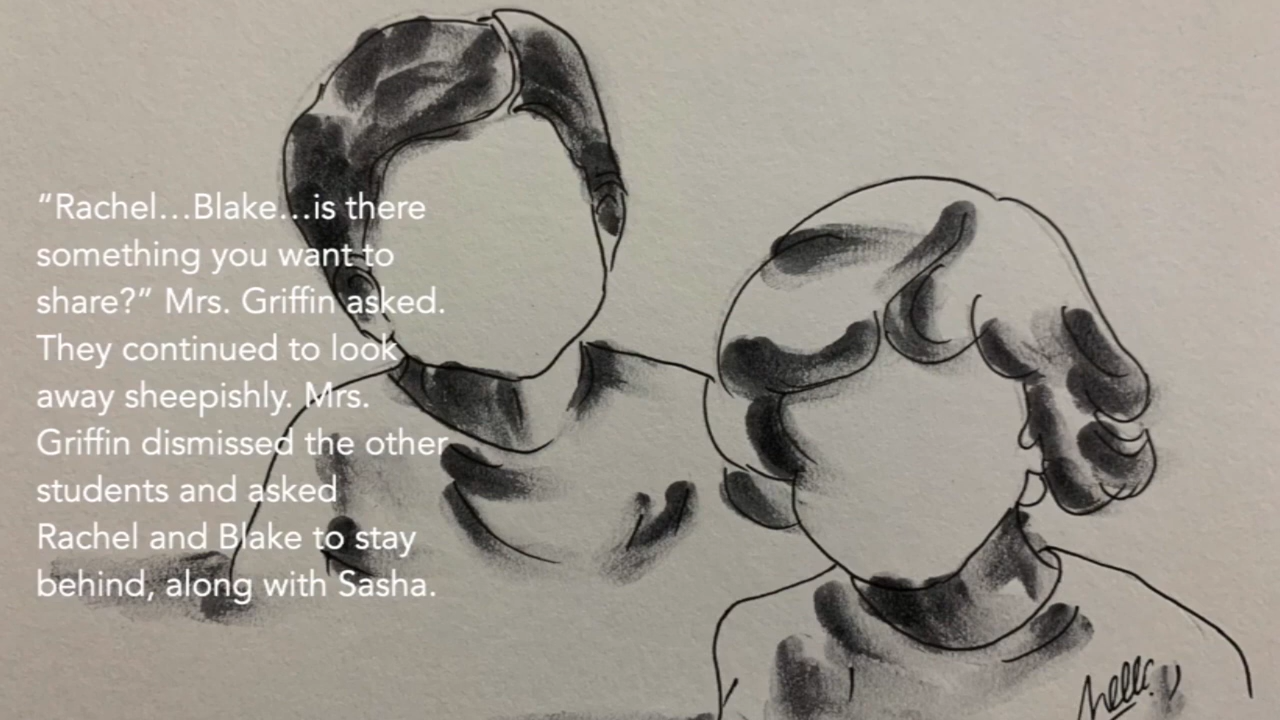 “Rachel…Blake…is there
something you want to
share?” Mrs. Griffin asked.
They continued to look
away sheepishly. Mrs.
Griffin dismissed the other
students and asked
Rachel and Blake to stay
behind, along with Sasha.